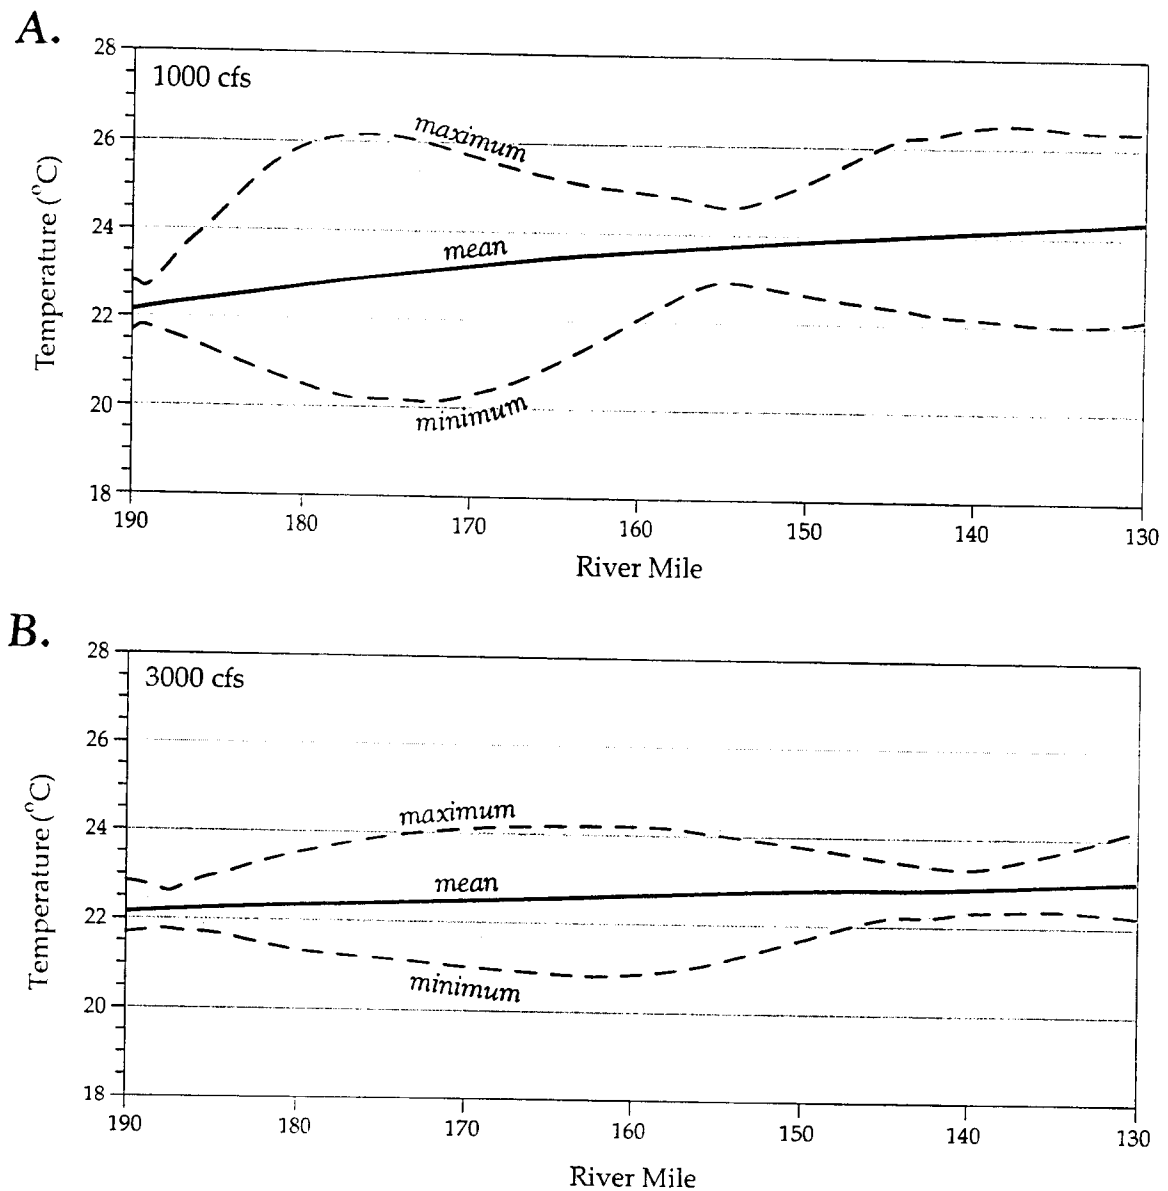 A.
1000 cfs
28
26
24
22
20
18
Temperature (°C)
maximum
mean
minimum
190
180
170
160
150
140
130
River Mile
B.
3000 cfs
28
26
24
22
20
18
Temperature (°C)
maximum
mean
minimum
190
180
170
160
150
140
130
River Mile